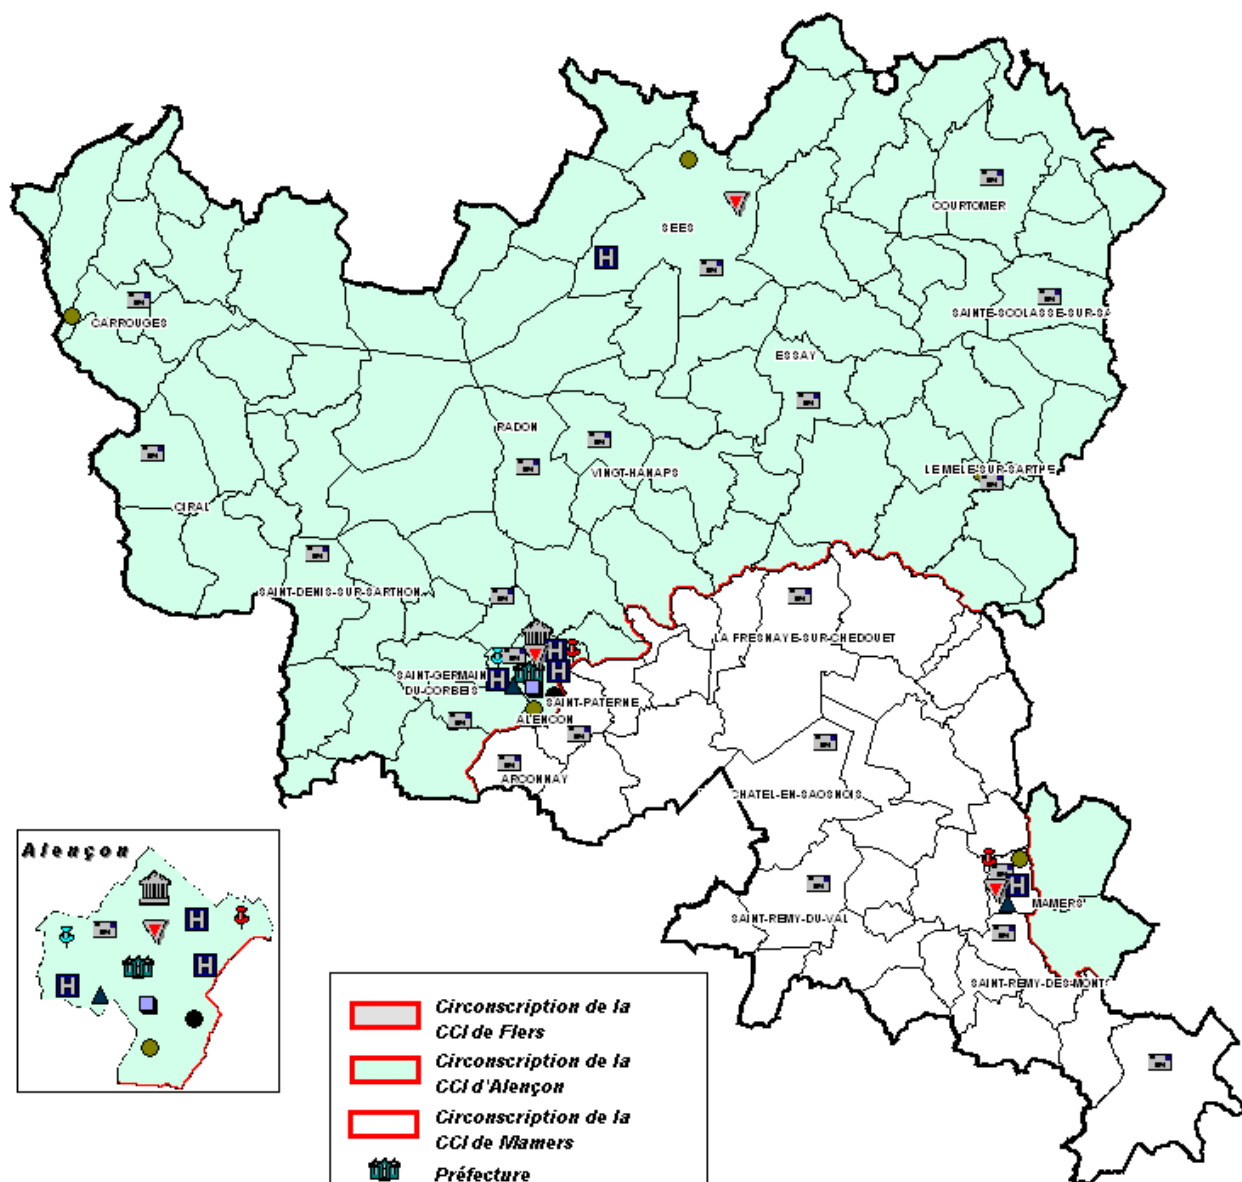 COURTOMER
SEES
SAINTE-SCOLASSE-SUR-SA
CARROUGES
ESSAY
RADON
VINGT-HANAPS
LE MELE-SUR-SARTHE
CIRAL
SAINT-DENIS-SUR-SARTHON
LA FRESNAYE-SUR-CHEDOUET
SAINT-GERMAIN
DU-CORBEIS
SAINT-PATERNE
ALENCON
ARCONNAY
CHATEL-EN-SAOSNOIS
MAMERS
SAINT-REMY-DU-VAL
SAINT-REMY-DES-MONTS
Alençon
H
H
H
H
H
H
H
H
Circonscription de la
CCI de Flers
Circonscription de la
CCI d'Alençon
Circonscription de la
CCI de Mamers
Préfecture